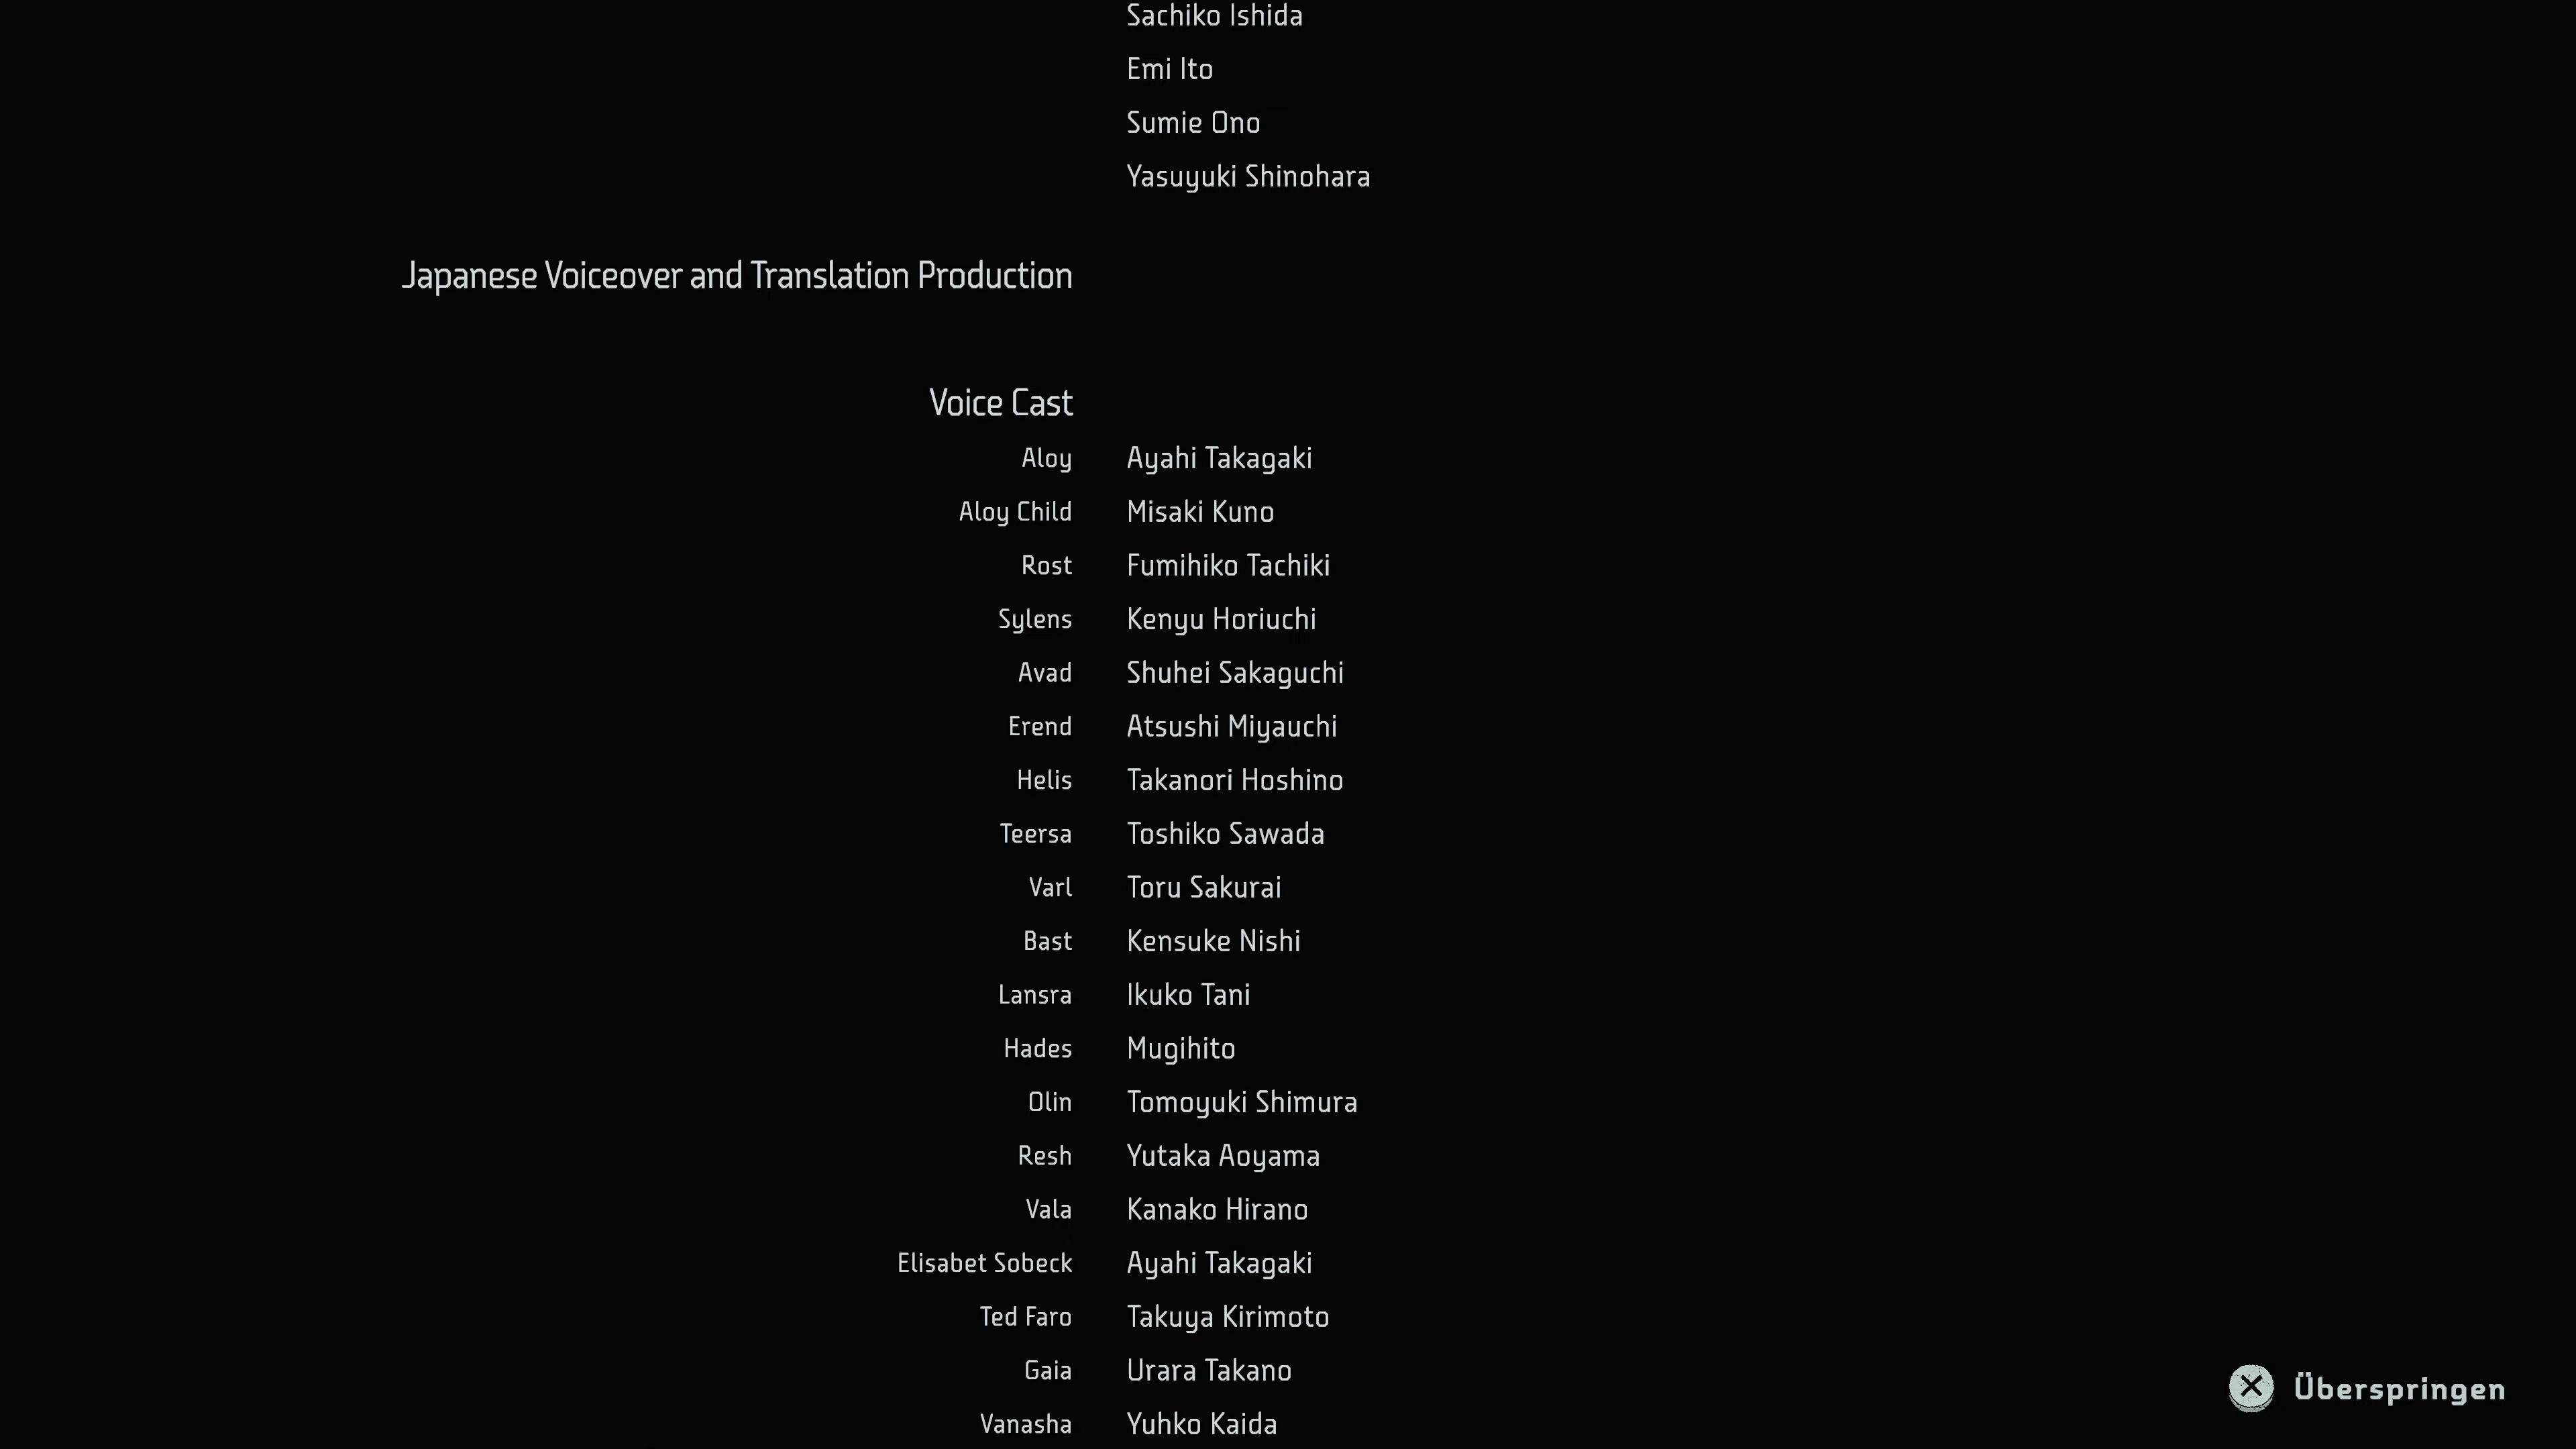 Sachiko Ishida
Emi Ito
Sumie Ono
Yasuyuki Shinohara
Japanese Voiceover and Translation Production
Voice Cast
Aloy Ayahi Takagaki
Aloy Child Misaki Kuno
Rost Fumihiko Tachiki
Sylens Kenyu Horiuchi
Avad Shuhei Sakaguchi
Erend Atsushi Miyauchi
Helis Takanori Hoshino
Teersa Toshiko Sawada
Varl Toru Sakurai
Bast Kensuke Nishi
Lansra Ikuko Tani
Hades Mugihito
Olin Tomoyuki Shimura
Resh Yutaka Aoyama
Vala Kanako Hirano
Elisabet Sobeck Ayahi Takagaki
Ted Faro Takuya Kirimoto
Gaia Urara Takano
Überspringen
Vanasha Yuhko Kaida